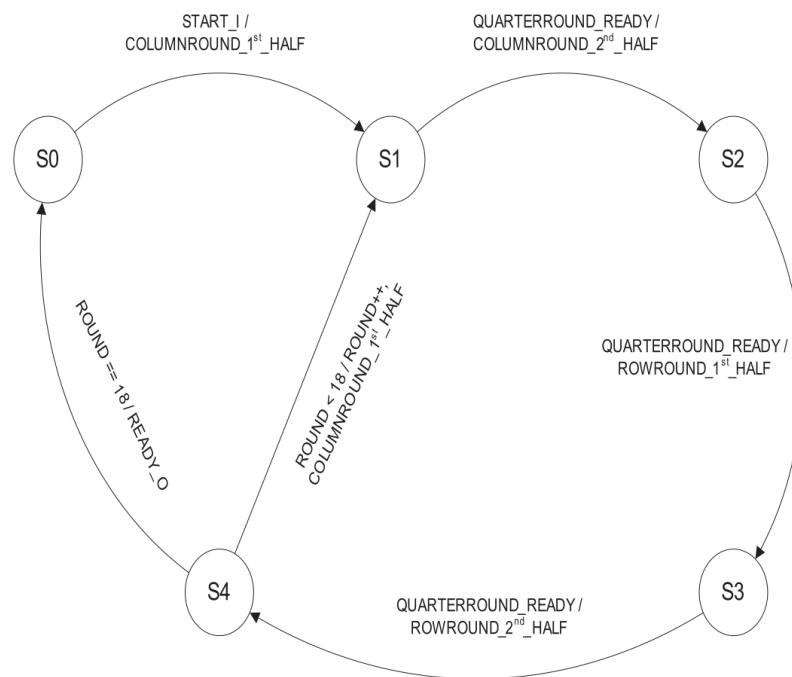 START_I /
COLUMNROUND_1st_HALF
QUARTERROUND_READY /
COLUMNROUND_2nd_HALF
S0
S1
S2
ROUND == 18 / READY_O
ROUND < 18 / ROUND++,
COLUMNROUND_1st_HALF
QUARTERROUND_READY /
ROWROUND_1st_HALF
S4
QUARTERROUND_READY /
ROWROUND_2nd_HALF
S3